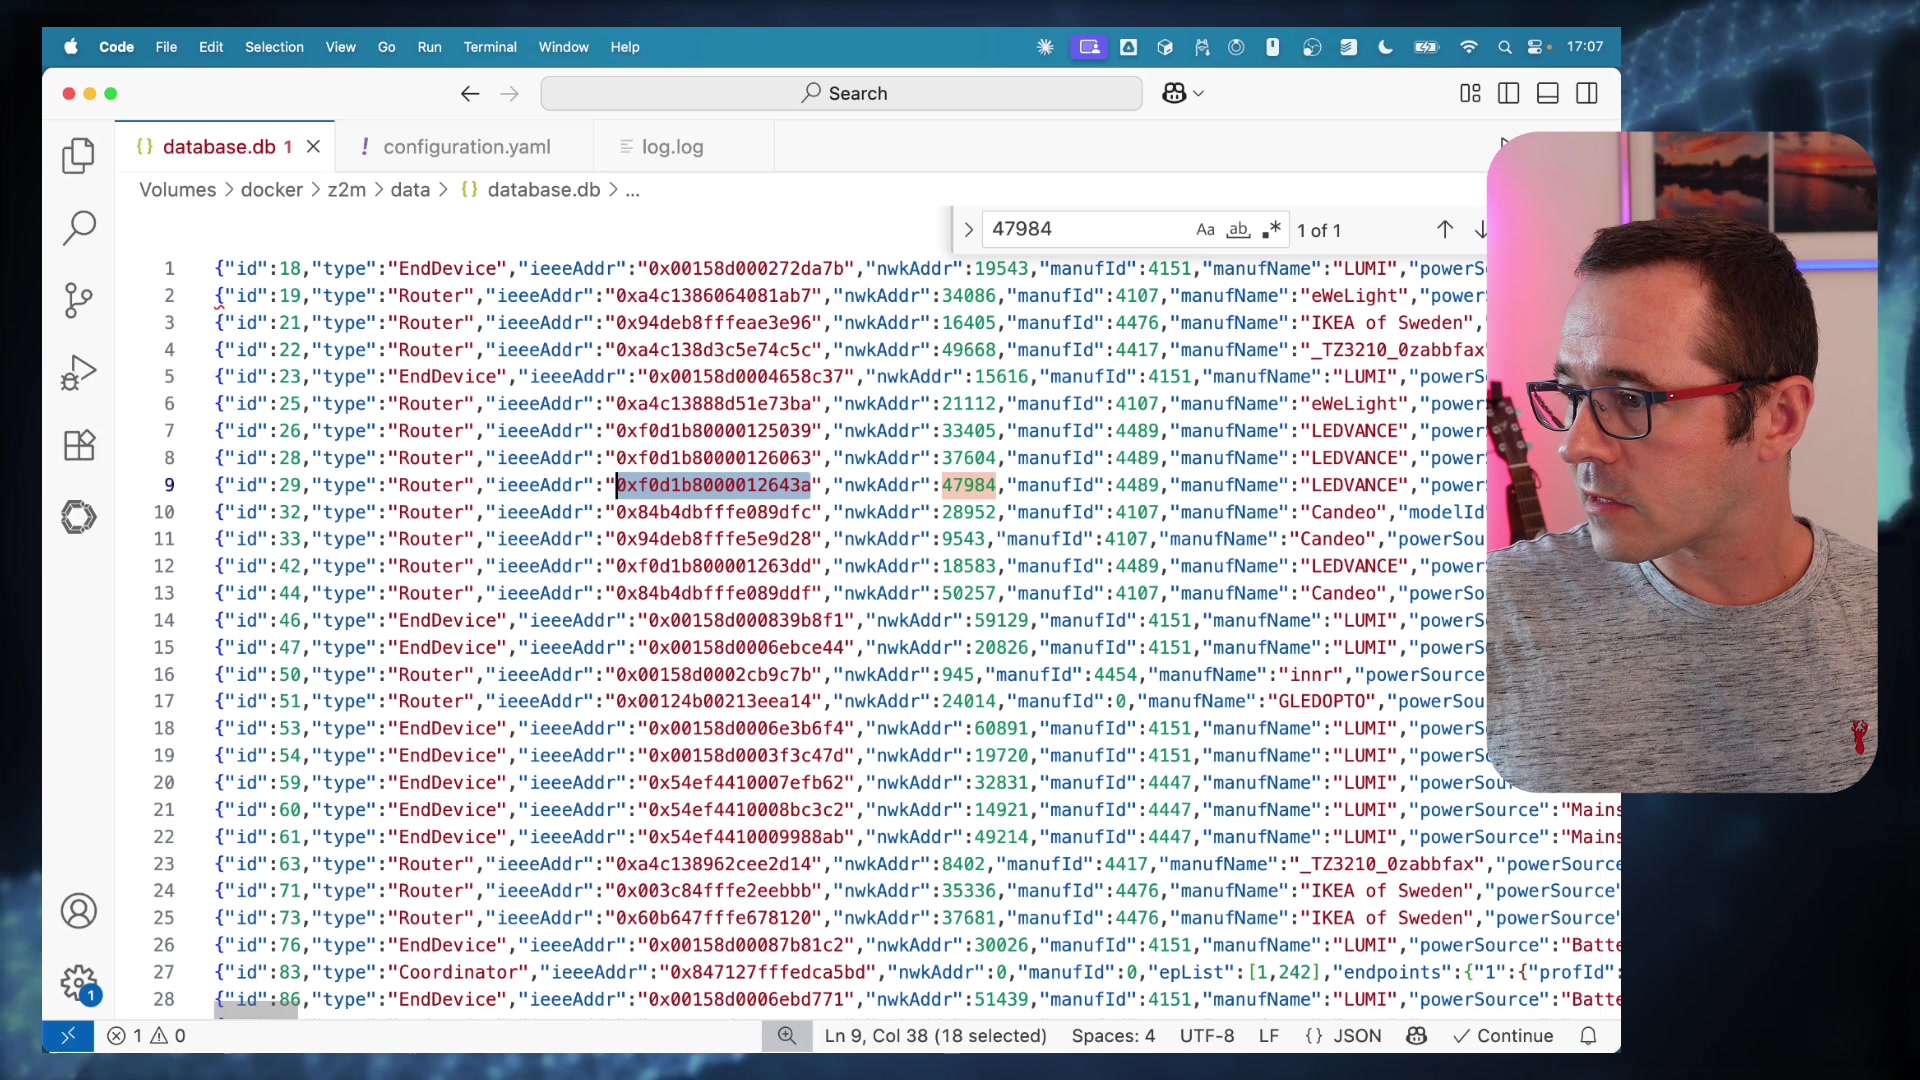 Code File Edit Selection View Go Run Terminal Window Help 17:07
Search
database.db 1 configuration.yaml log.log
Volumes > docker > z2m > data > {} database.db > ...
47984 Aa ab 1 of 1
1 {"id":18,"type":"EndDevice","ieeeAddr":"0x00158d000272da7b","nwkAddr":19543,"manufId":4151,"manufName":"LUMI","powerS
2 {"id":19,"type":"Router","ieeeAddr":"0xa4c1386064081ab7","nwkAddr":34086,"manufId":4107,"manufName":"eWeLight","power
3 {"id":21,"type":"Router","ieeeAddr":"0x94deb8fffeae3e96","nwkAddr":16405,"manufId":4476,"manufName":"IKEA of Sweden",
4 {"id":22,"type":"Router","ieeeAddr":"0xa4c138d3c5e74c5c","nwkAddr":49668,"manufId":4417,"manufName":"_TZ3210_0zabbfax
5 {"id":23,"type":"EndDevice","ieeeAddr":"0x00158d0004658c37","nwkAddr":15616,"manufId":4151,"manufName":"LUMI","powerS
6 {"id":25,"type":"Router","ieeeAddr":"0xa4c13888d51e73ba","nwkAddr":21112,"manufId":4107,"manufName":"eWeLight","power
7 {"id":26,"type":"Router","ieeeAddr":"0xf0d1b80000125039","nwkAddr":33405,"manufId":4489,"manufName":"LEDVANCE","power
8 {"id":28,"type":"Router","ieeeAddr":"0xf0d1b80000126063","nwkAddr":37604,"manufId":4489,"manufName":"LEDVANCE","power
9 {"id":29,"type":"Router","ieeeAddr":"0xf0d1b8000012643a","nwkAddr":47984,"manufId":4489,"manufName":"LEDVANCE","power
10 {"id":32,"type":"Router","ieeeAddr":"0x84b4dbfffe089dfc","nwkAddr":28952,"manufId":4107,"manufName":"Candeo","modelId
11 {"id":33,"type":"Router","ieeeAddr":"0x94deb8fffe5e9d28","nwkAddr":9543,"manufId":4107,"manufName":"Candeo","powerSou
12 {"id":42,"type":"Router","ieeeAddr":"0xf0d1b800001263dd","nwkAddr":18583,"manufId":4489,"manufName":"LEDVANCE","power
13 {"id":44,"type":"Router","ieeeAddr":"0x84b4dbfffe089ddf","nwkAddr":50257,"manufId":4107,"manufName":"Candeo","powerSo
14 {"id":46,"type":"EndDevice","ieeeAddr":"0x00158d000839b8f1","nwkAddr":59129,"manufId":4151,"manufName":"LUMI","powerS
15 {"id":47,"type":"EndDevice","ieeeAddr":"0x00158d0006ebce44","nwkAddr":20826,"manufId":4151,"manufName":"LUMI","powerS
16 {"id":50,"type":"Router","ieeeAddr":"0x00158d0002cb9c7b","nwkAddr":945,"manufId":4454,"manufName":"innr","powerSource
17 {"id":51,"type":"Router","ieeeAddr":"0x00124b00213eea14","nwkAddr":24014,"manufId":0,"manufName":"GLEDOPTO","powerSou
18 {"id":53,"type":"EndDevice","ieeeAddr":"0x00158d0006e3b6f4","nwkAddr":60891,"manufId":4151,"manufName":"LUMI","powerS
19 {"id":54,"type":"EndDevice","ieeeAddr":"0x00158d0003f3c47d","nwkAddr":19720,"manufId":4151,"manufName":"LUMI","powerS
20 {"id":59,"type":"EndDevice","ieeeAddr":"0x54ef4410007efb62","nwkAddr":32831,"manufId":4447,"manufName":"LUMI","powerSou
21 {"id":60,"type":"EndDevice","ieeeAddr":"0x54ef4410008bc3c2","nwkAddr":14921,"manufId":4447,"manufName":"LUMI","powerSource":"Mains
22 {"id":61,"type":"EndDevice","ieeeAddr":"0x54ef4410009988ab","nwkAddr":49214,"manufId":4447,"manufName":"LUMI","powerSource":"Mains
23 {"id":63,"type":"Router","ieeeAddr":"0xa4c138962cee2d14","nwkAddr":8402,"manufId":4417,"manufName":"_TZ3210_0zabbfax","powerSource
24 {"id":71,"type":"Router","ieeeAddr":"0x003c84fffe2eebbb","nwkAddr":35336,"manufId":4476,"manufName":"IKEA of Sweden","powerSource"
25 {"id":73,"type":"Router","ieeeAddr":"0x60b647fffe678120","nwkAddr":37681,"manufId":4476,"manufName":"IKEA of Sweden","powerSource"
26 {"id":76,"type":"EndDevice","ieeeAddr":"0x00158d00087b81c2","nwkAddr":30026,"manufId":4151,"manufName":"LUMI","powerSource":"Batte
27 {"id":83,"type":"Coordinator","ieeeAddr":"0x847127fffedca5bd","nwkAddr":0,"manufId":0,"epList":[1,242],"endpoints":{"1":{"profId":
28 {"id":86,"type":"EndDevice","ieeeAddr":"0x00158d0006ebd771","nwkAddr":51439,"manufId":4151,"manufName":"LUMI","powerSource":"Batte
1
1 0 Ln 9, Col 38 (18 selected) Spaces: 4 UTF-8 LF {} JSON Continue